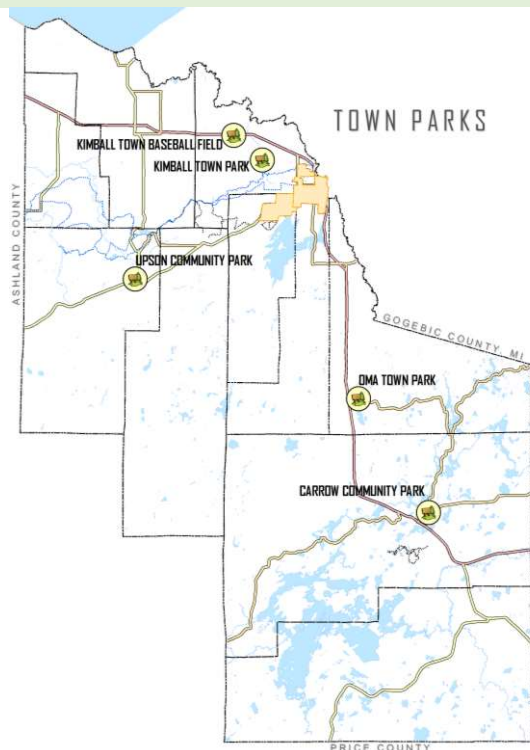 TOWN PARKS
KIMBALL TOWN BASEBALL FIELD
KIMBALL TOWN PARK
ASHLAND COUNTY
UPSON COMMUNITY PARK
GOGEBIC COUNTY, MI
OMA TOWN PARK
CARROW COMMUNITY PARK
PRICE COUNTY